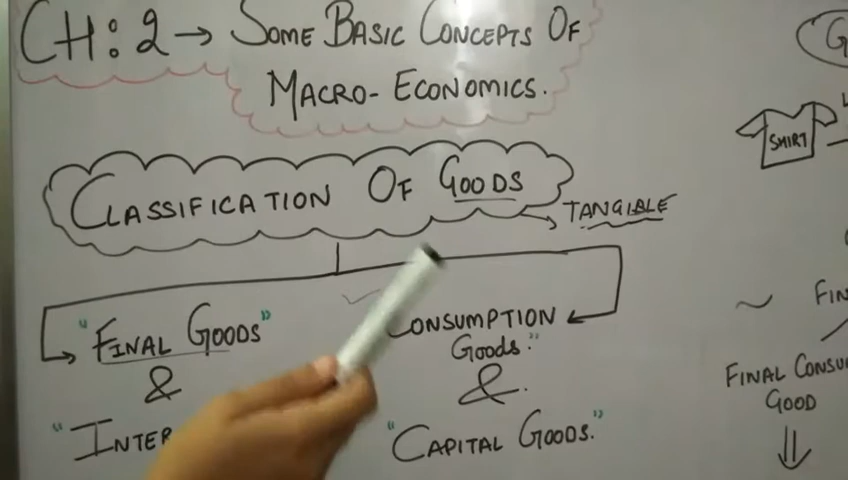 CH: 2 → SOME BASIC CONCEPTS OF
MACRO-ECONOMICS.
CLASSIFICATION OF GOODS
→ TANGIBLE
"FINAL GOODS"
&
CONSUMPTION
GOODS."
&
"CAPITAL GOODS."
SHIRT
FINAL
GOOD